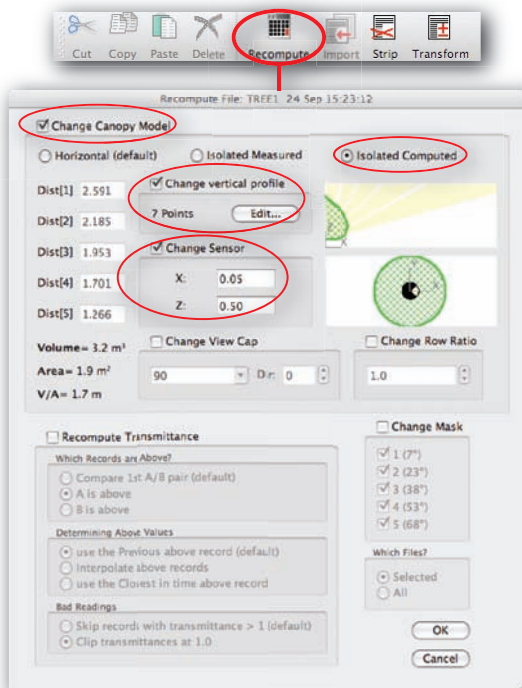 Cut Copy Paste Delete Recompute Import Strip Transform
Recompute File: TREE1 24 Sep 15:23:12
Change Canopy Model
Horizontal (default) Isolated Measured Isolated Computed
Dist[1] 2.591
Dist[2] 2.185
Dist[3] 1.953
Dist[4] 1.701
Dist[5] 1.266
Volume= 3.2 m³
Area= 1.9 m²
V/A= 1.7 m
Change vertical profile
7 Points Edit...
Change Sensor
X: 0.05
Z: 0.50
Change View Cap
90 Dir: 0
Change Row Ratio
1.0
Recompute Transmittance
Which Records are Above?
Compare 1st A/B pair (default)
A is above
B is above
Determining Above Values
use the Previous above record (default)
Interpolate above records
use the Closest in time above record
Bad Readings
Skip records with transmittance > 1 (default)
Clip transmittances at 1.0
Change Mask
1 (7°)
2 (23°)
3 (38°)
4 (53°)
5 (68°)
Which Files?
Selected
All
OK
Cancel